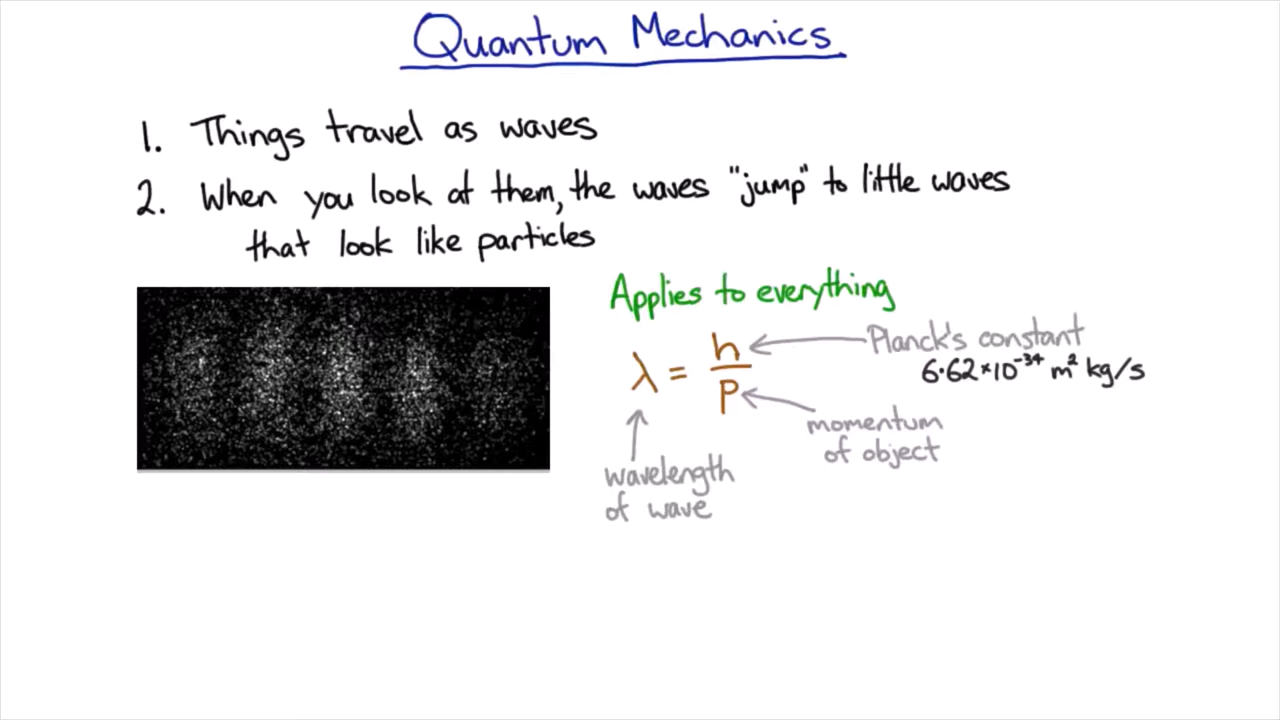 Quantum Mechanics
1. Things travel as waves
2. When you look at them, the waves "jump" to little waves
that look like particles
Applies to everything
λ = h/p
Planck's constant
6.62×10⁻³⁴ m² kg/s
momentum
of object
wavelength
of wave